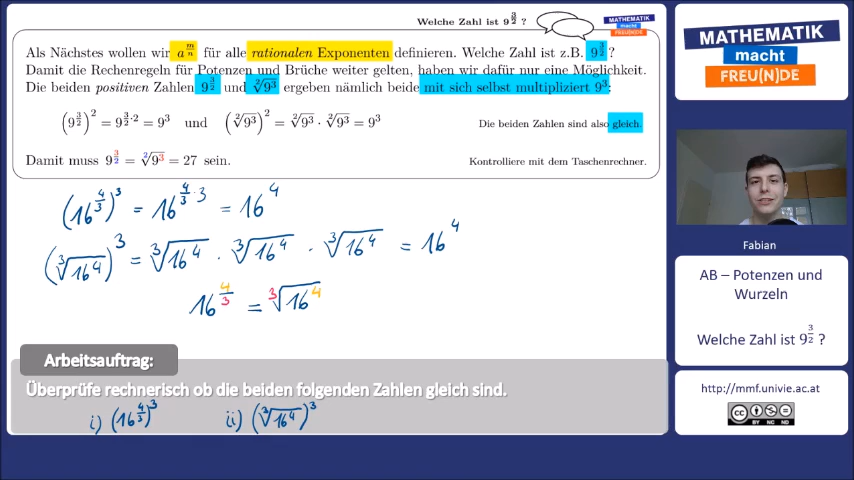 Welche Zahl ist 9^(3/2) ?
MATHEMATIK
macht
FREU(N)DE
Als Nächstes wollen wir a^(m/n) für alle rationalen Exponenten definieren. Welche Zahl ist z.B. 9^(3/2) ?
Damit die Rechenregeln für Potenzen und Brüche weiter gelten, haben wir dafür nur eine Möglichkeit.
Die beiden positiven Zahlen 9^(3/2) und ²√(9³) ergeben nämlich beide mit sich selbst multipliziert 9³:
(9^(3/2))² = 9^(3/2·2) = 9³ und (²√(9³))² = ²√(9³) · ²√(9³) = 9³ Die beiden Zahlen sind also gleich.
Damit muss 9^(3/2) = ²√(9³) = 27 sein. Kontrolliere mit dem Taschenrechner.
(16^(4/3))³ = 16^(4/3·3) = 16⁴
(³√(16⁴))³ = ³√(16⁴) · ³√(16⁴) · ³√(16⁴) = 16⁴
16^(4/3) = ³√(16⁴)
Arbeitsauftrag:
Überprüfe rechnerisch ob die beiden folgenden Zahlen gleich sind.
i) (16^(4/3))³ ii) (³√(16⁴))³
MATHEMATIK
macht
FREU(N)DE
Fabian
AB – Potenzen und
Wurzeln
Welche Zahl ist 9^(3/2) ?
http://mmf.univie.ac.at
cc
BY NC ND